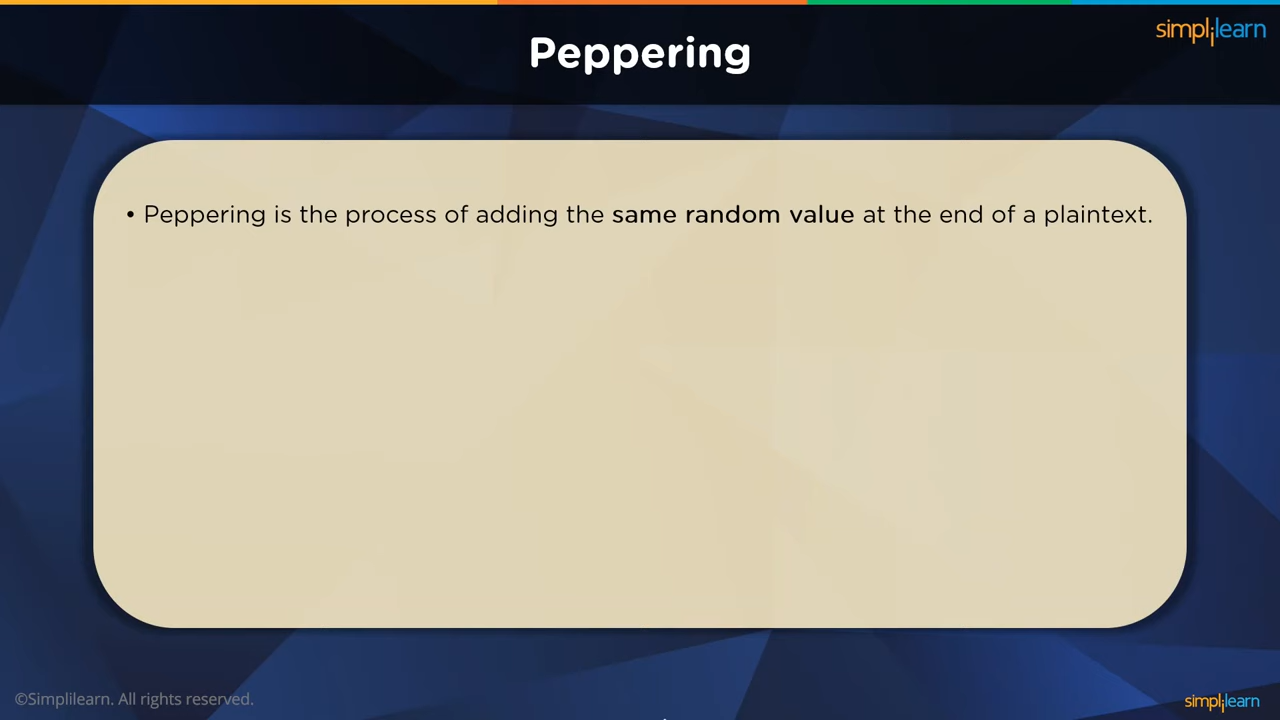 Peppering
simplilearn
• Peppering is the process of adding the same random value at the end of a plaintext.
©Simplilearn. All rights reserved.
simplilearn